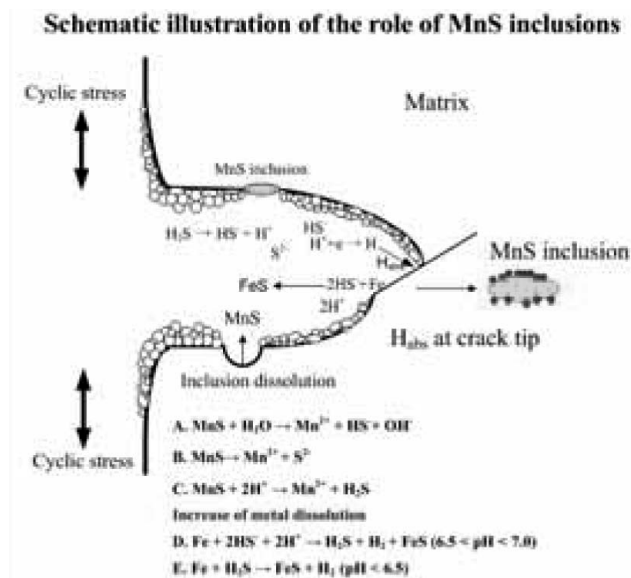 Schematic illustration of the role of MnS inclusions
Cyclic stress
Matrix
MnS inclusion
H₂S → HS⁻ + H⁺
HS⁻
S²⁻
H⁺+e → H
Habs
MnS inclusion
FeS
2HS⁻+Fe
2H⁺
MnS
Habs at crack tip
Inclusion dissolution
Cyclic stress
A. MnS + H₂O → Mn²⁺ + HS⁻ + OH⁻
B. MnS → Mn²⁺ + S²⁻
C. MnS + 2H⁺ → Mn²⁺ + H₂S
Increase of metal dissolution
D. Fe + 2HS⁻ + 2H⁺ → H₂S + H₂ + FeS (6.5 < pH < 7.0)
E. Fe + H₂S → FeS + H₂ (pH < 6.5)